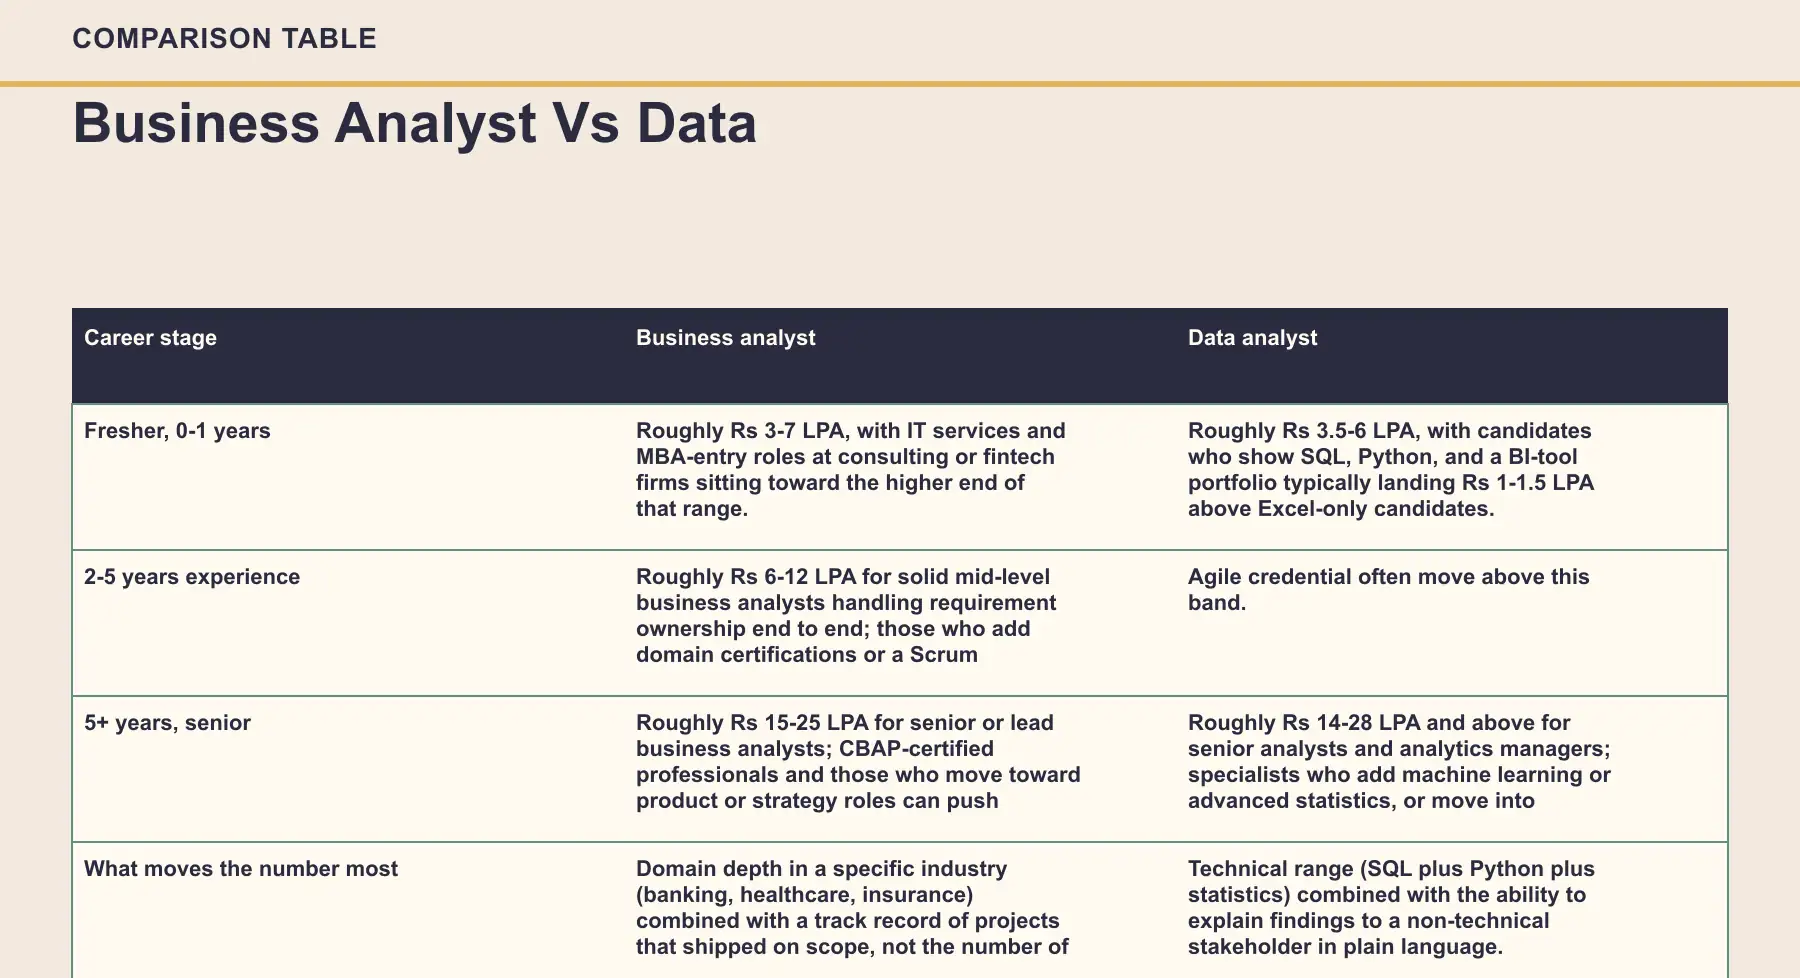 COMPARISON TABLE
Business Analyst Vs Data
Career stage
Business analyst
Data analyst
Fresher, 0-1 years
Roughly Rs 3-7 LPA, with IT services and
MBA-entry roles at consulting or fintech
firms sitting toward the higher end of
that range.
Roughly Rs 3.5-6 LPA, with candidates
who show SQL, Python, and a BI-tool
portfolio typically landing Rs 1-1.5 LPA
above Excel-only candidates.
2-5 years experience
Roughly Rs 6-12 LPA for solid mid-level
business analysts handling requirement
ownership end to end; those who add
domain certifications or a Scrum
Agile credential often move above this
band.
5+ years, senior
Roughly Rs 15-25 LPA for senior or lead
business analysts; CBAP-certified
professionals and those who move toward
product or strategy roles can push
Roughly Rs 14-28 LPA and above for
senior analysts and analytics managers;
specialists who add machine learning or
advanced statistics, or move into
What moves the number most
Domain depth in a specific industry
(banking, healthcare, insurance)
combined with a track record of projects
that shipped on scope, not the number of
Technical range (SQL plus Python plus
statistics) combined with the ability to
explain findings to a non-technical
stakeholder in plain language.